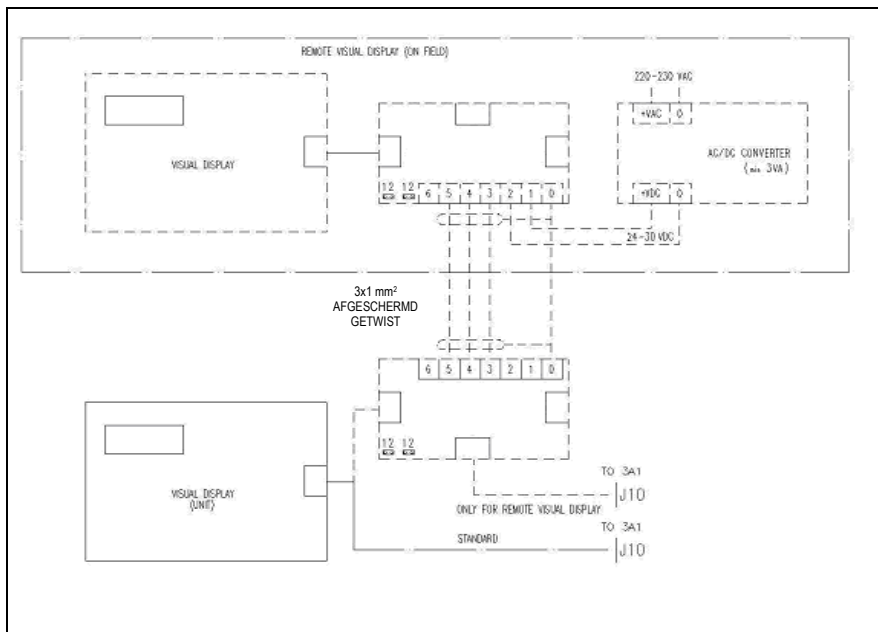 REMOTE VISUAL DISPLAY (ON FIELD)
220-230 VAC
+VAC 0
AC/DC CONVERTER
(min 3VA)
VISUAL DISPLAY
12 12 6 5 4 3 2 1 0
+VDC 0
24-30 VDC
3x1 mm²
AFGESCHERMD
GETWIST
6 5 4 3 2 1 0
12 12
VISUAL DISPLAY
(UNIT)
TO 3A1
J10
ONLY FOR REMOTE VISUAL DISPLAY
TO 3A1
STANDARD
J10